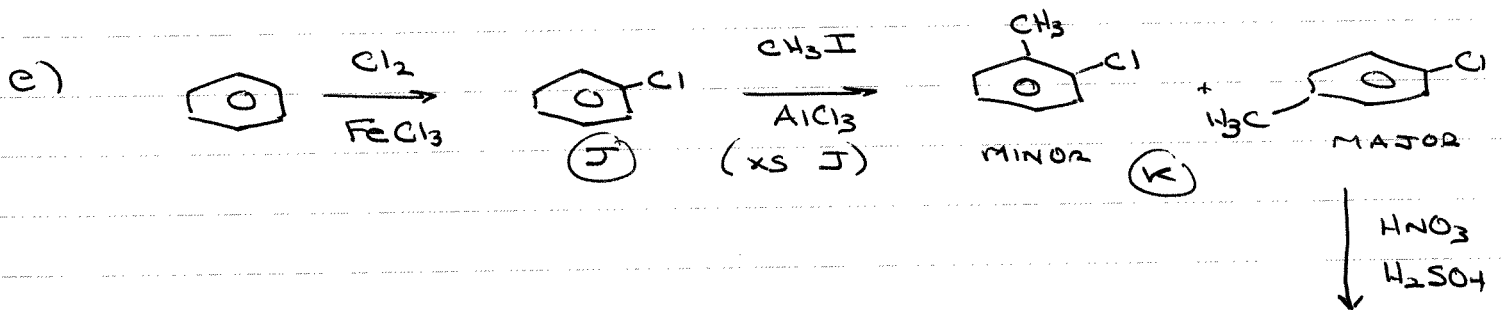 e)
Cl2
FeCl3
Cl
J
CH3I
AlCl3
(xs J)
CH3
Cl
MINOR
K
+
H3C
Cl
MAJOR
HNO3
H2SO4